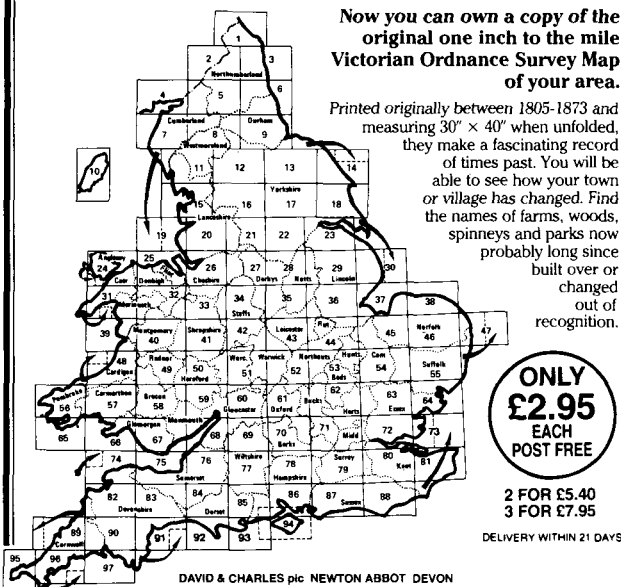 Now you can own a copy of the
original one inch to the mile
Victorian Ordnance Survey Map
of your area.
Printed originally between 1805-1873 and
measuring 30" × 40" when unfolded,
they make a fascinating record
of times past. You will be
able to see how your town
or village has changed. Find
the names of farms, woods,
spinneys and parks now
probably long since
built over or
changed
out of
recognition.
1
2 3
Northumberland
4 5 6
Cumberland Durham
7 8 9
Westmoreland
10 11 12 13 14
Yorkshire
15 16 17 18
Lancashire
19 20 21 22 23
Anglesey
24 25 26 27 28 29 30
Caer Denbigh Flint Cheshire Derbys Notts Lincoln
31 32 33 34 35 36 37 38
Merioneth Staffs
39 40 41 42 43 44 45 46 47
Montgomery Shropshire Leicester Rut Norfolk
48 49 50 51 52 53 54 55
Cardigan Radnor Hereford Worc. Warwick Northants Hunts Cam Suffolk
Beds
56 57 58 59 60 61 62 63 64
Pembroke Carmarthen Brecon Gloucester Oxford Bucks Herts Essex
Glamorgan Monmouth
65 66 67 68 69 70 71 72 73
Berks Midd
74 75 76 77 78 79 80 81
Somerset Wiltshire Hampshire Surrey Kent
82 83 84 85 86 87 88
Devonshire Dorset Sussex
89 90 91 92 93 94
Cornwall
95 96 97
ONLY
£2.95
EACH
POST FREE
2 FOR £5.40
3 FOR £7.95
DELIVERY WITHIN 21 DAYS
DAVID & CHARLES plc NEWTON ABBOT DEVON